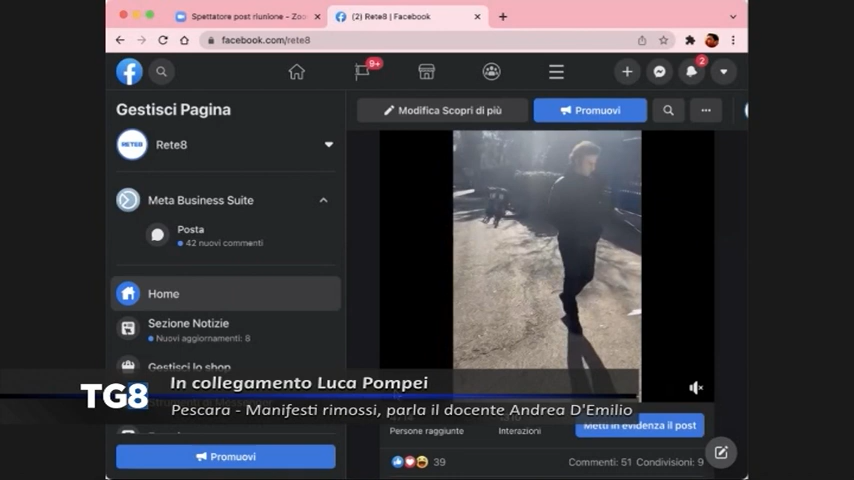 Spettatore post riunione - Zoo
(2) Rete8 | Facebook
facebook.com/rete8
9+
2
Gestisci Pagina
Modifica Scopri di più
Promuovi
RETE8
Rete8
Meta Business Suite
Posta
42 nuovi commenti
Home
Sezione Notizie
Nuovi aggiornamenti: 8
Gestisci lo shop
In collegamento Luca Pompei
TG8
Pescara - Manifesti rimossi, parla il docente Andrea D'Emilio
Persone raggiunte
Interazioni
Metti in evidenza il post
Promuovi
39
Commenti: 51 Condivisioni: 9